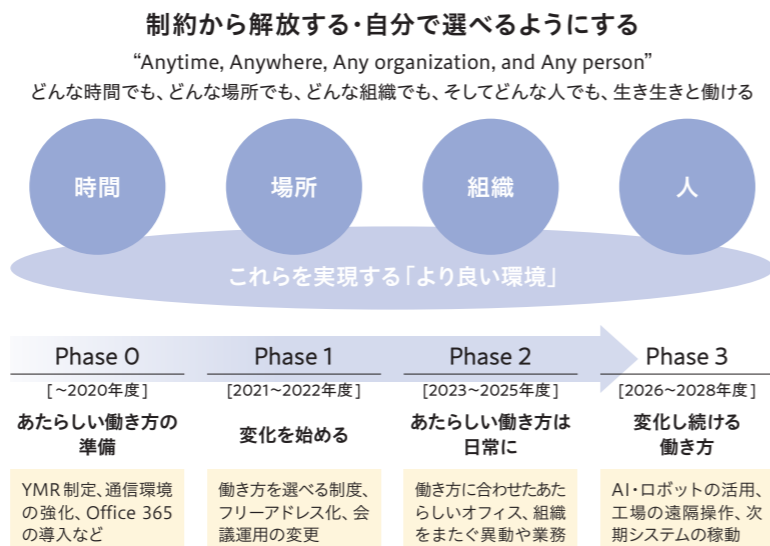 制約から解放する・自分で選べるようにする
“Anytime, Anywhere, Any organization, and Any person”
どんな時間でも、どんな場所でも、どんな組織でも、そしてどんな人でも、生き生きと働ける
時間
場所
組織
人
これらを実現する「より良い環境」
Phase 0
[~2020年度]
あたらしい働き方の
準備
YMR制定、通信環境
の強化、Office 365
の導入など
Phase 1
[2021~2022年度]
変化を始める
働き方を選べる制度、
フリーアドレス化、会
議運用の変更
Phase 2
[2023~2025年度]
あたらしい働き方は
日常に
働き方に合わせたあた
らしいオフィス、組織
をまたぐ異動や業務
Phase 3
[2026~2028年度]
変化し続ける
働き方
AI・ロボットの活用、
工場の遠隔操作、次
期システムの稼動